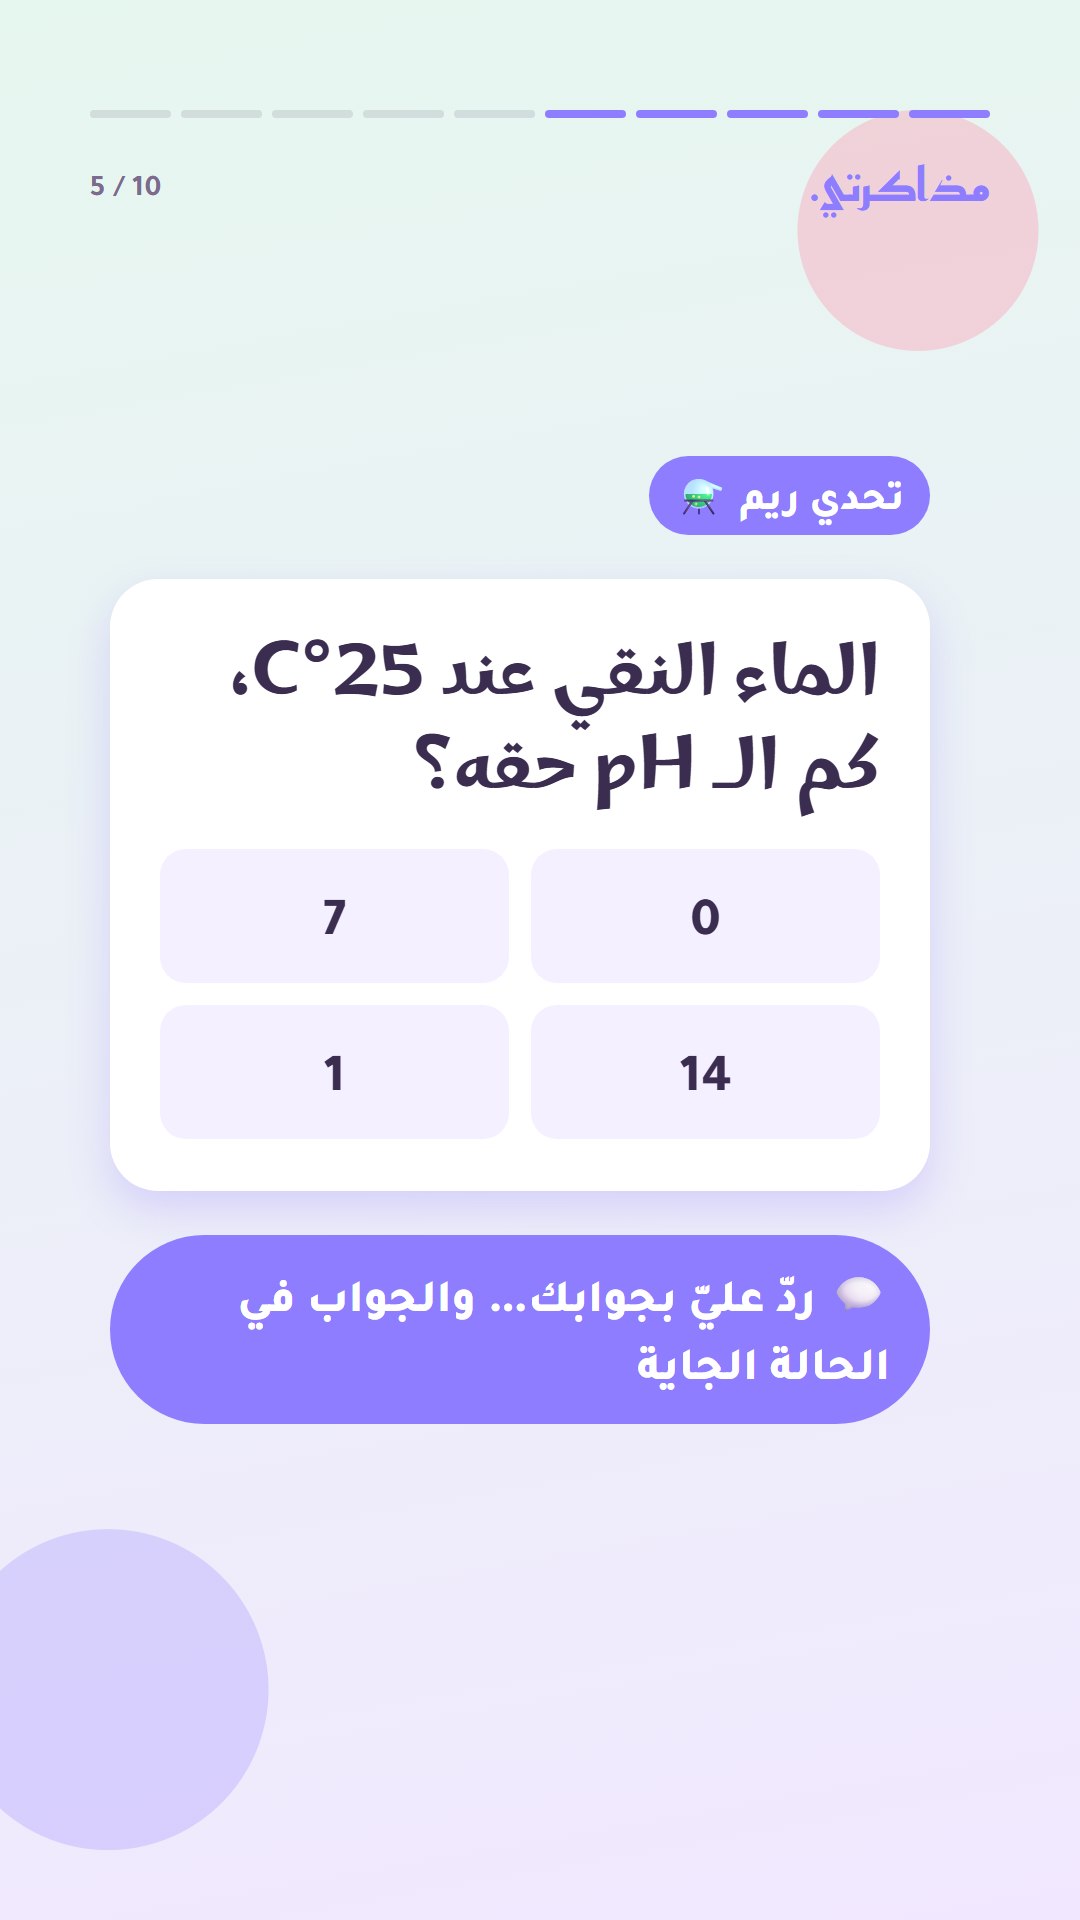 مذاكرتي.
5 / 10
تحدي ريم
الماء النقي عند 25°C،
كم الـ pH حقه؟
0
7
14
1
ردّ عليّ بجوابك... والجواب في
الحالة الجاية